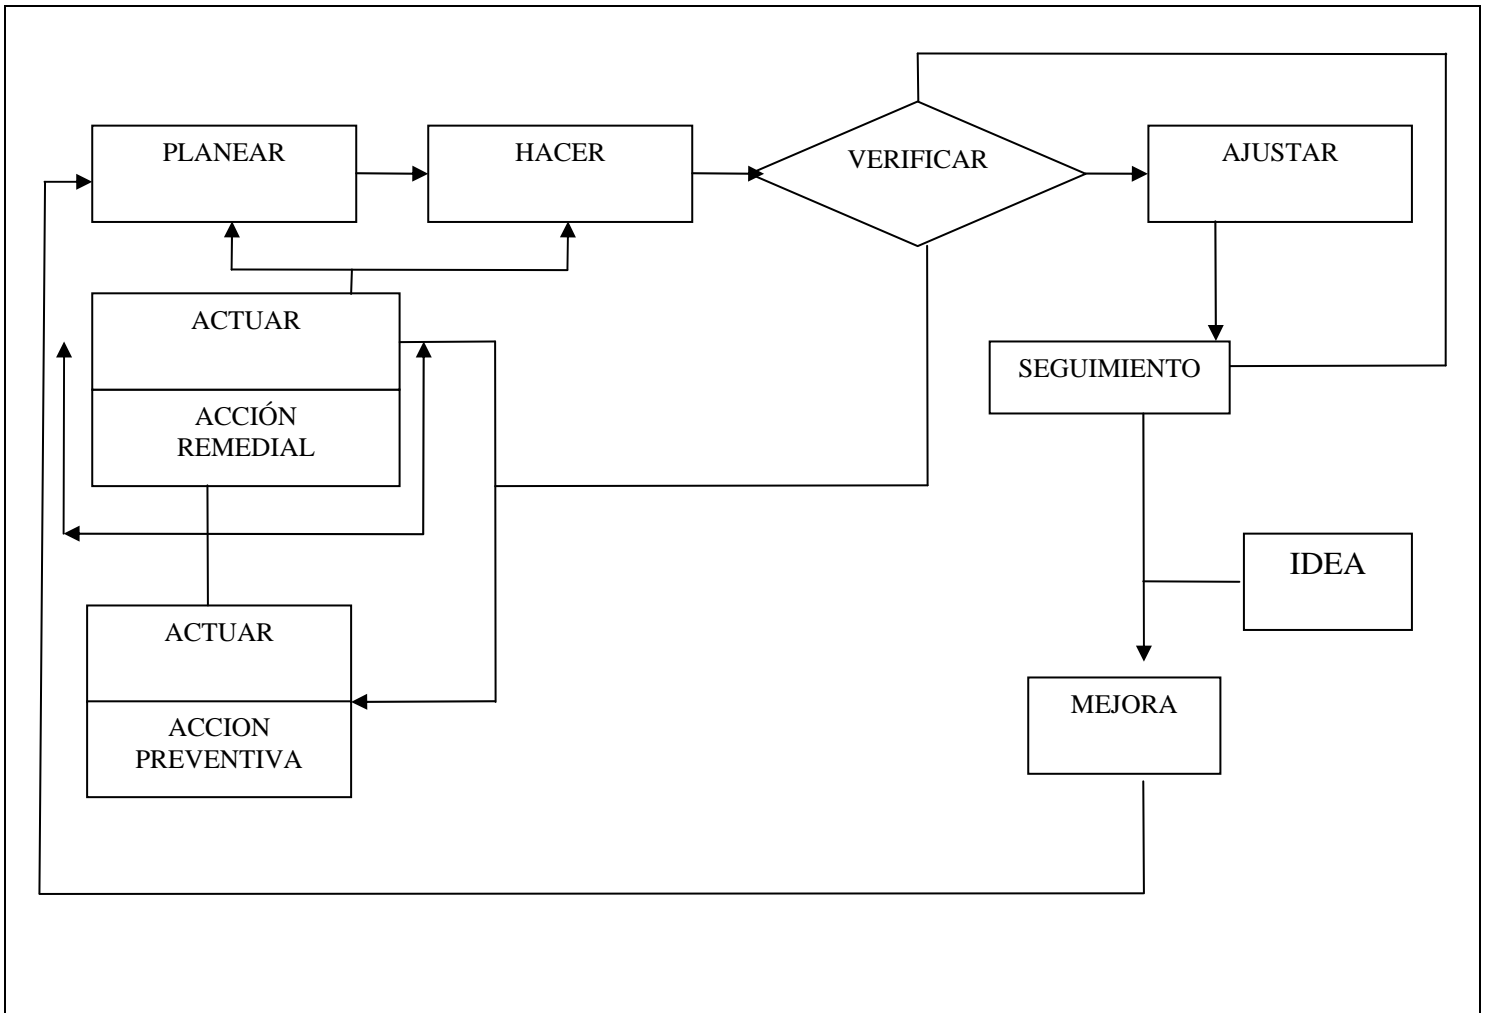 PLANEAR
HACER
VERIFICAR
AJUSTAR
ACTUAR
ACCIÓN
REMEDIAL
SEGUIMIENTO
IDEA
ACTUAR
ACCION
PREVENTIVA
MEJORA